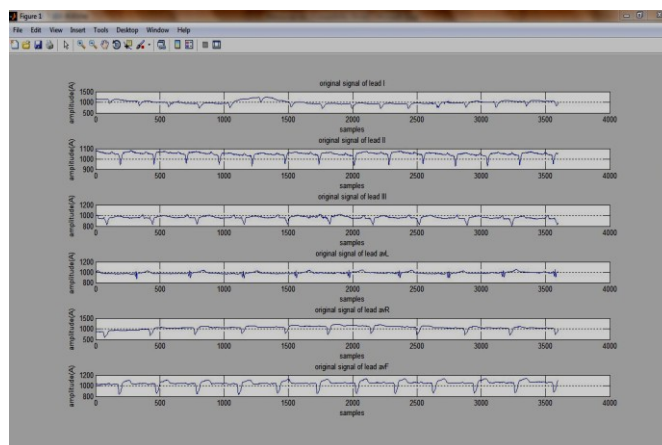 Figure 1
File Edit View Insert Tools Desktop Window Help
original signal of lead I
amplitude(A)
1500
1000
500
0 500 1000 1500 2000 2500 3000 3500 4000
samples
original signal of lead II
amplitude(A)
1100
1000
900
0 500 1000 1500 2000 2500 3000 3500 4000
samples
original signal of lead III
amplitude(A)
1200
1000
800
0 500 1000 1500 2000 2500 3000 3500 4000
samples
original signal of lead avL
amplitude(A)
1200
1000
800
0 500 1000 1500 2000 2500 3000 3500 4000
samples
original signal of lead avR
amplitude(A)
1500
1000
500
0 500 1000 1500 2000 2500 3000 3500 4000
samples
original signal of lead avF
amplitude(A)
1200
1000
800
0 500 1000 1500 2000 2500 3000 3500 4000
samples